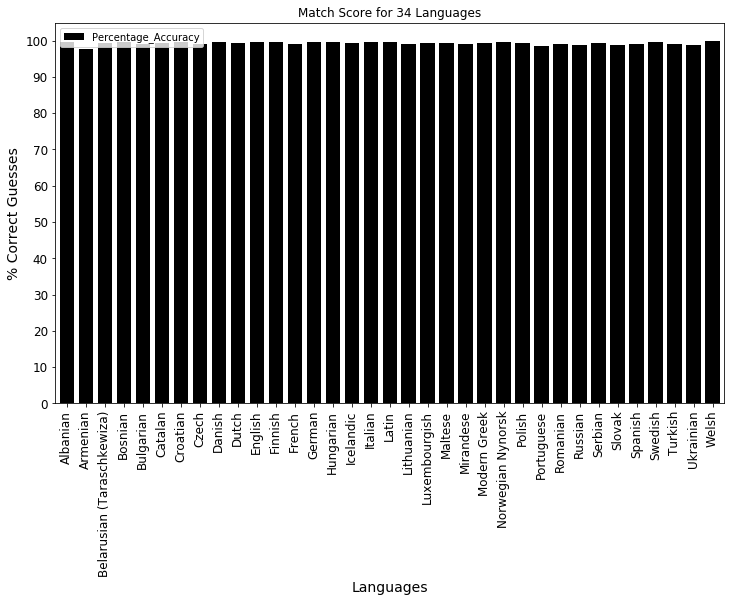 Match Score for 34 Languages
Percentage_Accuracy
% Correct Guesses
100
90
80
70
60
50
40
30
20
10
0
Albanian
Armenian
Belarusian (Taraschkewiza)
Bosnian
Bulgarian
Catalan
Croatian
Czech
Danish
Dutch
English
Finnish
French
German
Hungarian
Icelandic
Italian
Latin
Lithuanian
Luxembourgish
Maltese
Mirandese
Modern Greek
Norwegian Nynorsk
Polish
Portuguese
Romanian
Russian
Serbian
Slovak
Spanish
Swedish
Turkish
Ukrainian
Welsh
Languages